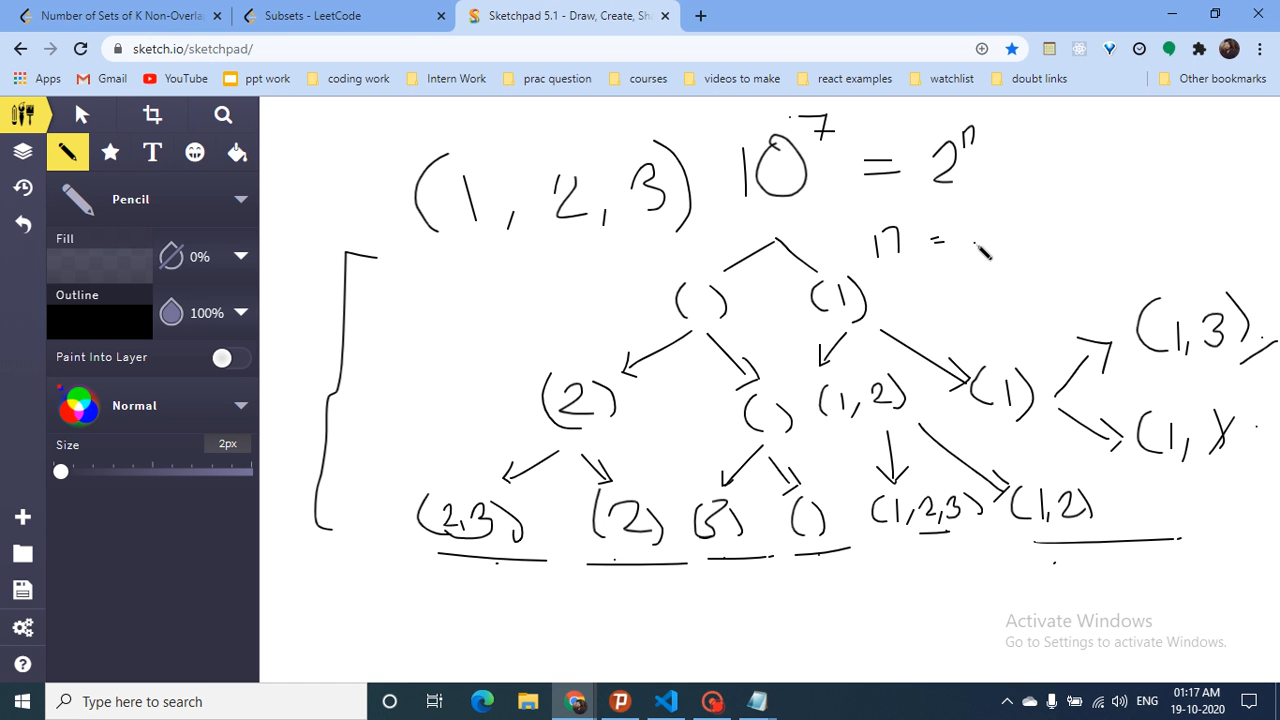 Number of Sets of K Non-Overla
Subsets - LeetCode
Sketchpad 5.1 - Draw, Create, Sha
sketch.io/sketchpad/
Apps Gmail YouTube ppt work coding work Intern Work prac question courses videos to make react examples watchlist doubt links Other bookmarks
Pencil
Fill
0%
Outline
100%
Paint Into Layer
Normal
Size
2px
(1, 2, 3) 10^7 = 2^n
n =
( ) (1)
(1,3)
(2) ( ) (1,2) (1)
(1, )
(2,3) (2) (3) ( ) (1,2,3) (1,2)
Activate Windows
Go to Settings to activate Windows.
Type here to search
ENG
01:17 AM
19-10-2020